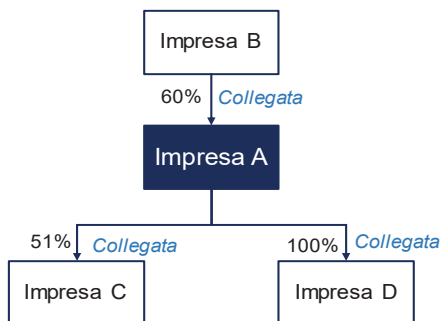 Impresa B
60% Collegata
Impresa A
51% Collegata
100% Collegata
Impresa C
Impresa D